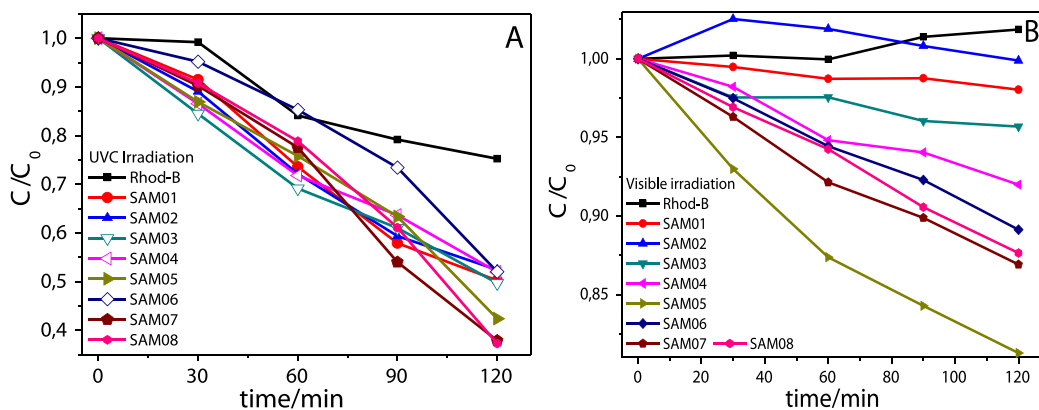 A
1,0
0,9
0,8
0,7
0,6
0,5
0,4
C/C0
UVC Irradiation
Rhod-B
SAM01
SAM02
SAM03
SAM04
SAM05
SAM06
SAM07
SAM08
0 30 60 90 120
time/min
B
1,00
0,95
0,90
0,85
C/C0
Visible irradiation
Rhod-B
SAM01
SAM02
SAM03
SAM04
SAM05
SAM06
SAM07 SAM08
0 20 40 60 80 100 120
time/min